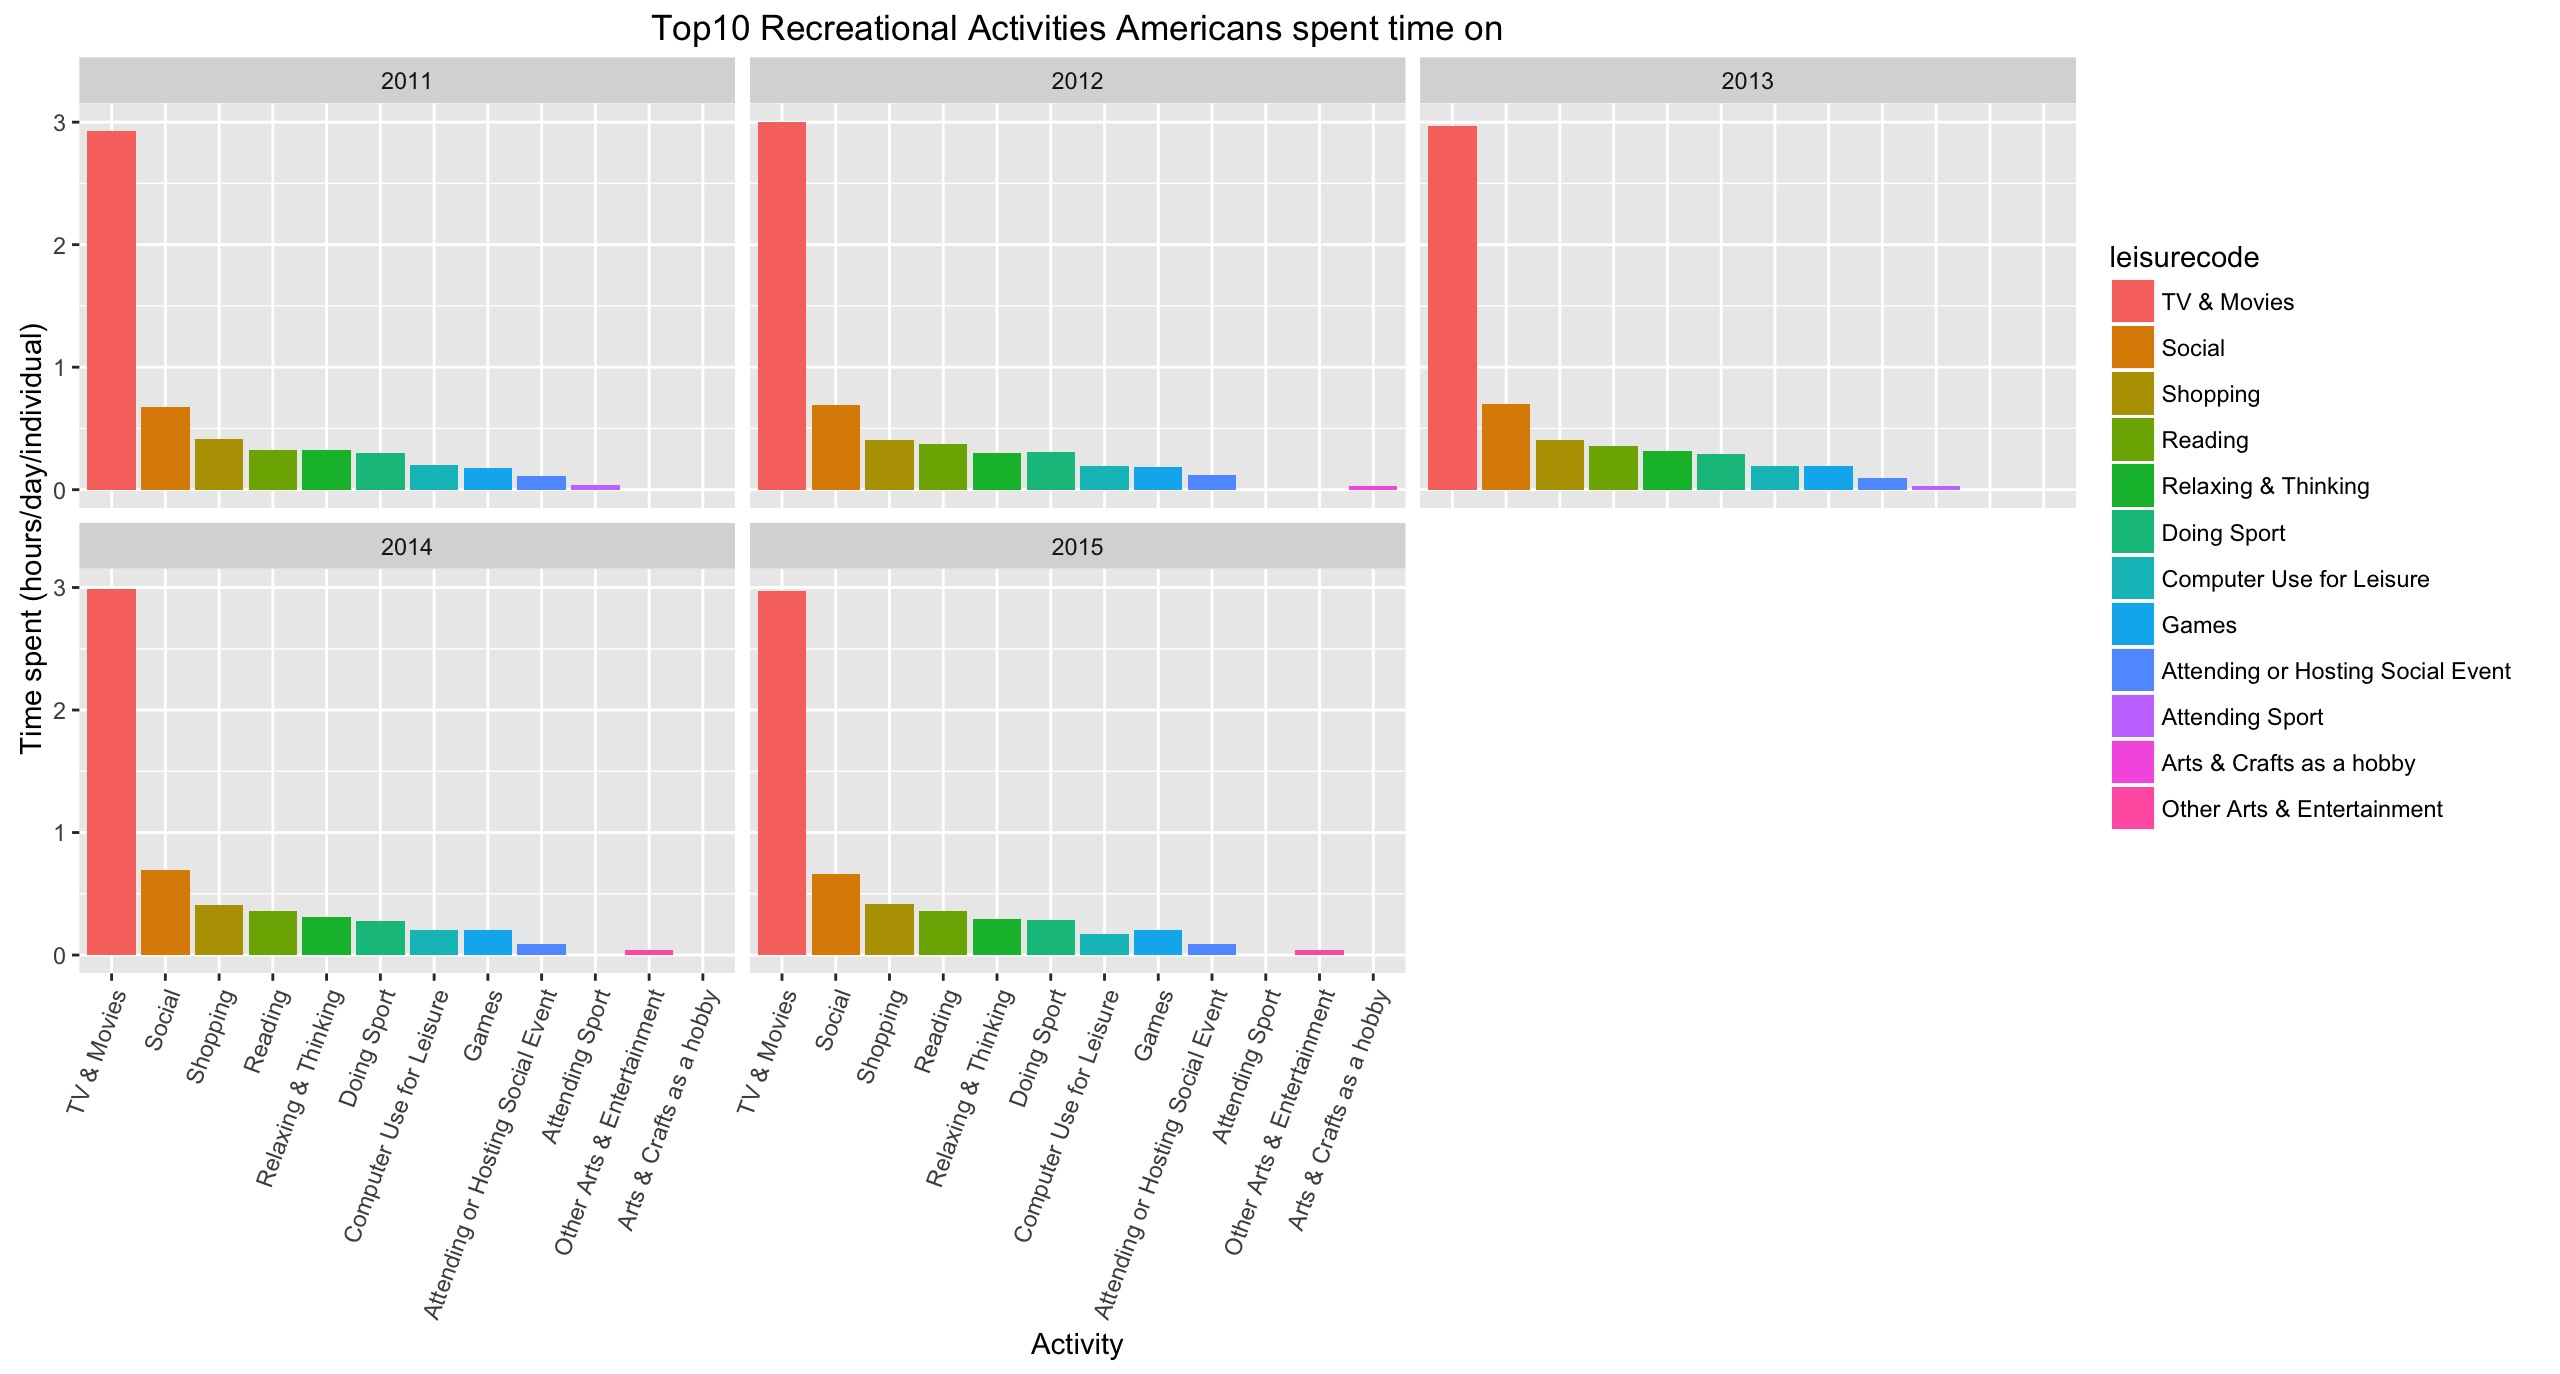 Top10 Recreational Activities Americans spent time on
2011
2012
2013
3
2
1
0
2014
2015
3
2
1
0
Time spent (hours/day/individual)
TV & Movies
Social
Shopping
Reading
Relaxing & Thinking
Doing Sport
Computer Use for Leisure
Games
Attending or Hosting Social Event
Attending Sport
Other Arts & Entertainment
Arts & Crafts as a hobby
TV & Movies
Social
Shopping
Reading
Relaxing & Thinking
Doing Sport
Computer Use for Leisure
Games
Attending or Hosting Social Event
Attending Sport
Other Arts & Entertainment
Arts & Crafts as a hobby
Activity
leisurecode
TV & Movies
Social
Shopping
Reading
Relaxing & Thinking
Doing Sport
Computer Use for Leisure
Games
Attending or Hosting Social Event
Attending Sport
Arts & Crafts as a hobby
Other Arts & Entertainment